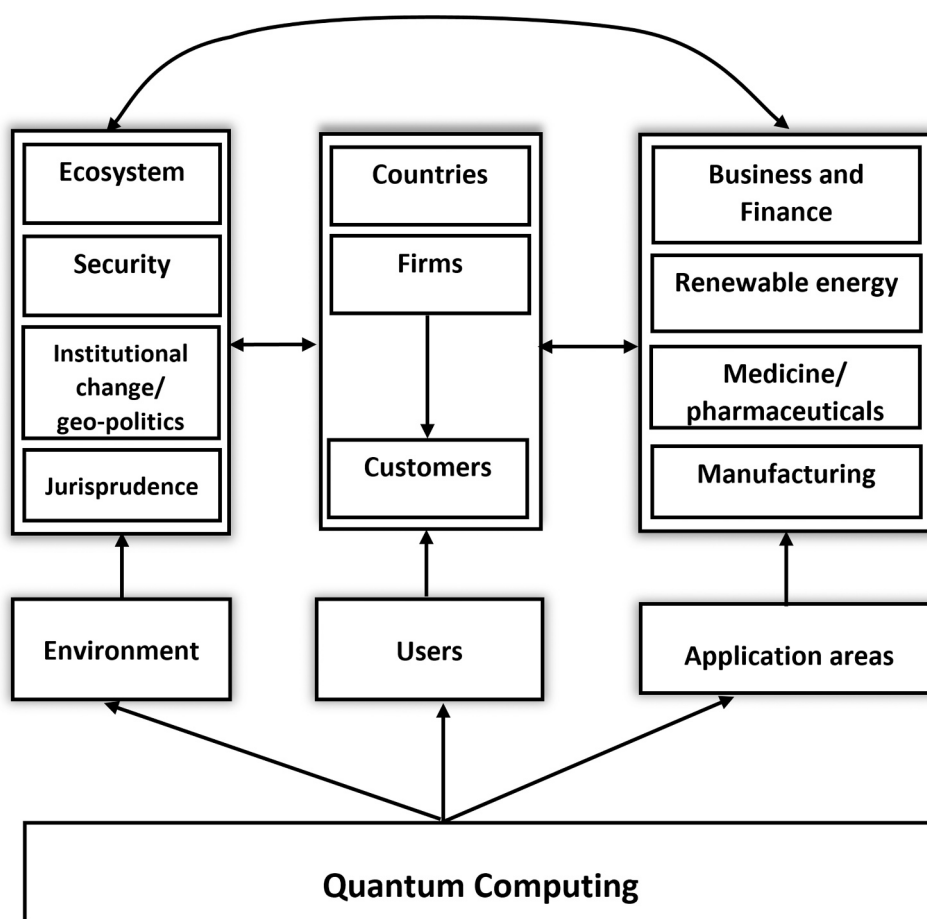 Ecosystem
Security
Institutional
change/
geo-politics
Jurisprudence
Countries
Firms
Customers
Business and
Finance
Renewable energy
Medicine/
pharmaceuticals
Manufacturing
Environment
Users
Application areas
Quantum Computing